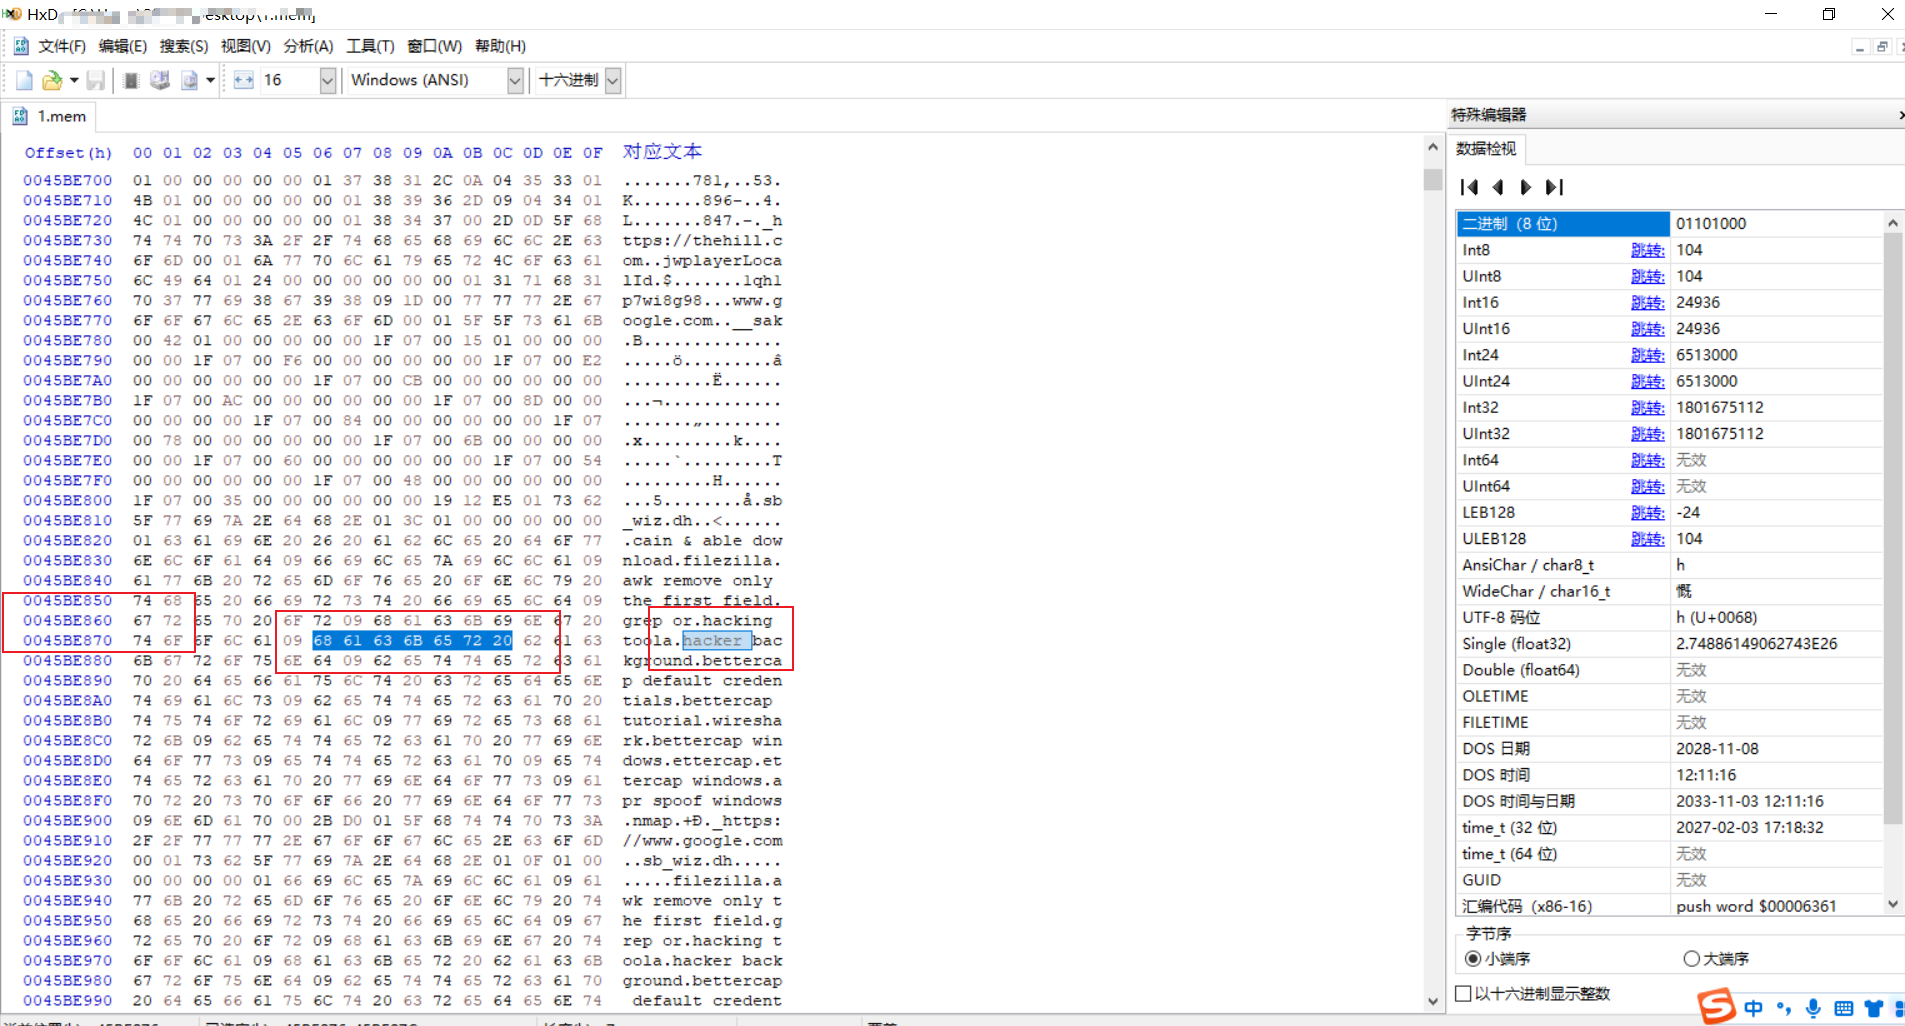 HxD
esktop\1.mem]
文件(F) 编辑(E) 搜索(S) 视图(V) 分析(A) 工具(T) 窗口(W) 帮助(H)
16 Windows (ANSI) 十六进制
1.mem
Offset(h) 00 01 02 03 04 05 06 07 08 09 0A 0B 0C 0D 0E 0F 对应文本
0045BE700 01 00 00 00 00 00 01 37 38 31 2C 0A 04 35 33 01 .......781,..53.
0045BE710 4B 01 00 00 00 00 00 01 38 39 36 2D 09 04 34 01 K.......896-..4.
0045BE720 4C 01 00 00 00 00 00 01 38 34 37 00 2D 0D 5F 68 L.......847.-._h
0045BE730 74 74 70 73 3A 2F 2F 74 68 65 68 69 6C 6C 2E 63 ttps://thehill.c
0045BE740 6F 6D 00 01 6A 77 70 6C 61 79 65 72 4C 6F 63 61 om..jwplayerLoca
0045BE750 6C 49 64 01 24 00 00 00 00 00 00 01 31 71 68 31 lId.$.......1qh1
0045BE760 70 37 77 69 38 67 39 38 09 1D 00 77 77 77 2E 67 p7wi8g98...www.g
0045BE770 6F 6F 67 6C 65 2E 63 6F 6D 00 01 5F 5F 73 61 6B oogle.com..__sak
0045BE780 00 42 01 00 00 00 00 00 1F 07 00 15 01 00 00 00 .B..............
0045BE790 00 00 1F 07 00 F6 00 00 00 00 00 00 1F 07 00 E2 .....ö.........â
0045BE7A0 00 00 00 00 00 00 1F 07 00 CB 00 00 00 00 00 00 .........Ë......
0045BE7B0 1F 07 00 AC 00 00 00 00 00 00 1F 07 00 8D 00 00 ...¬............
0045BE7C0 00 00 00 00 1F 07 00 84 00 00 00 00 00 00 1F 07 .......„........
0045BE7D0 00 78 00 00 00 00 00 00 1F 07 00 6B 00 00 00 00 .x.........k....
0045BE7E0 00 00 1F 07 00 60 00 00 00 00 00 00 1F 07 00 54 .....`.........T
0045BE7F0 00 00 00 00 00 00 1F 07 00 48 00 00 00 00 00 00 .........H......
0045BE800 1F 07 00 35 00 00 00 00 00 00 19 12 E5 01 73 62 ...5........å.sb
0045BE810 5F 77 69 7A 2E 64 68 2E 01 3C 01 00 00 00 00 00 _wiz.dh..<......
0045BE820 01 63 61 69 6E 20 26 20 61 62 6C 65 20 64 6F 77 .cain & able dow
0045BE830 6E 6C 6F 61 64 09 66 69 6C 65 7A 69 6C 6C 61 09 nload.filezilla.
0045BE840 61 77 6B 20 72 65 6D 6F 76 65 20 6F 6E 6C 79 20 awk remove only
0045BE850 74 68 65 20 66 69 72 73 74 20 66 69 65 6C 64 09 the first field.
0045BE860 67 72 65 70 20 6F 72 09 68 61 63 6B 69 6E 67 20 grep or.hacking
0045BE870 74 6F 6F 6C 61 09 68 61 63 6B 65 72 20 62 61 63 toola.hacker bac
0045BE880 6B 67 72 6F 75 6E 64 09 62 65 74 74 65 72 63 61 kground.betterca
0045BE890 70 20 64 65 66 61 75 6C 74 20 63 72 65 64 65 6E p default creden
0045BE8A0 74 69 61 6C 73 09 62 65 74 74 65 72 63 61 70 20 tials.bettercap
0045BE8B0 74 75 74 6F 72 69 61 6C 09 77 69 72 65 73 68 61 tutorial.wiresha
0045BE8C0 72 6B 09 62 65 74 74 65 72 63 61 70 20 77 69 6E rk.bettercap win
0045BE8D0 64 6F 77 73 09 65 74 74 65 72 63 61 70 09 65 74 dows.ettercap.et
0045BE8E0 74 65 72 63 61 70 20 77 69 6E 64 6F 77 73 09 61 tercap windows.a
0045BE8F0 70 72 20 73 70 6F 6F 66 20 77 69 6E 64 6F 77 73 pr spoof windows
0045BE900 09 6E 6D 61 70 00 2B D0 01 5F 68 74 74 70 73 3A .nmap.+Ð._https:
0045BE910 2F 2F 77 77 77 2E 67 6F 6F 67 6C 65 2E 63 6F 6D //www.google.com
0045BE920 00 01 73 62 5F 77 69 7A 2E 64 68 2E 01 0F 01 00 ..sb_wiz.dh.....
0045BE930 00 00 00 00 01 66 69 6C 65 7A 69 6C 6C 61 09 61 .....filezilla.a
0045BE940 77 6B 20 72 65 6D 6F 76 65 20 6F 6E 6C 79 20 74 wk remove only t
0045BE950 68 65 20 66 69 72 73 74 20 66 69 65 6C 64 09 67 he first field.g
0045BE960 72 65 70 20 6F 72 09 68 61 63 6B 69 6E 67 20 74 rep or.hacking t
0045BE970 6F 6F 6C 61 09 68 61 63 6B 65 72 20 62 61 63 6B oola.hacker back
0045BE980 67 72 6F 75 6E 64 09 62 65 74 74 65 72 63 61 70 ground.bettercap
0045BE990 20 64 65 66 61 75 6C 74 20 63 72 65 64 65 6E 74 default credent
特殊编辑器
数据检视
二进制 (8 位) 01101000
Int8 跳转: 104
UInt8 跳转: 104
Int16 跳转: 24936
UInt16 跳转: 24936
Int24 跳转: 6513000
UInt24 跳转: 6513000
Int32 跳转: 1801675112
UInt32 跳转: 1801675112
Int64 跳转: 无效
UInt64 跳转: 无效
LEB128 跳转: -24
ULEB128 跳转: 104
AnsiChar / char8_t h
WideChar / char16_t 慨
UTF-8 码位 h (U+0068)
Single (float32) 2.74886149062743E26
Double (float64) 无效
OLETIME 无效
FILETIME 无效
DOS 日期 2028-11-08
DOS 时间 12:11:16
DOS 时间与日期 2033-11-03 12:11:16
time_t (32 位) 2027-02-03 17:18:32
time_t (64 位) 无效
GUID 无效
汇编代码 (x86-16) push word $00006361
字节序
小端序 大端序
以十六进制显示整数
中